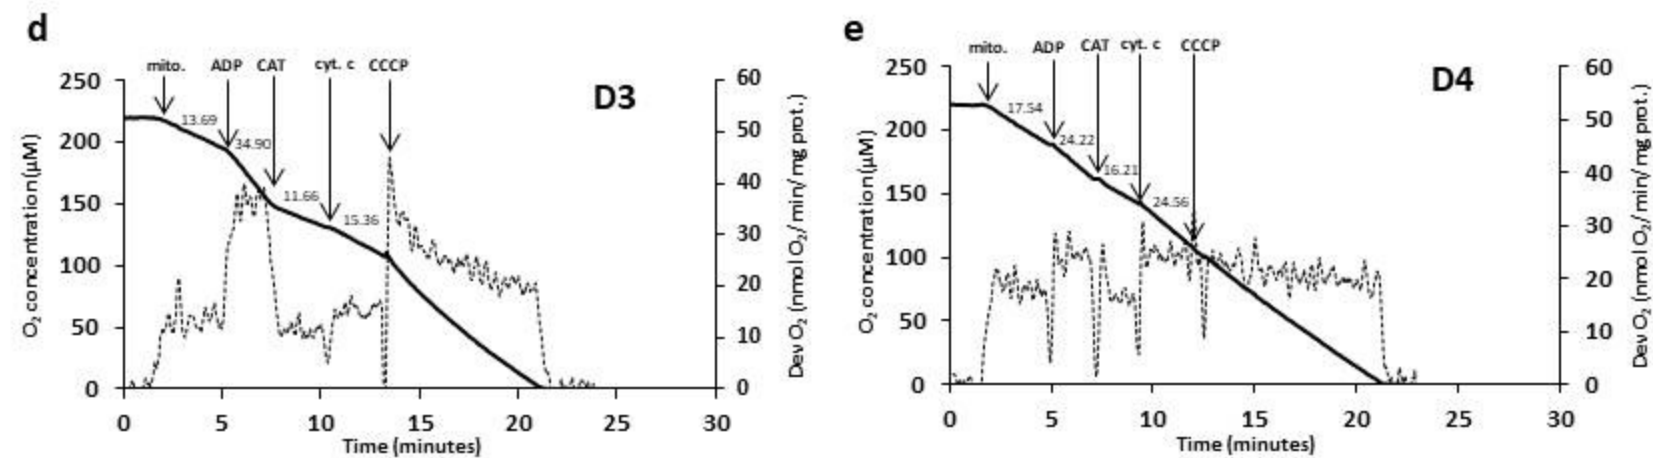 d
mito. ADP CAT cyt. c CCCP
D3
250
200
150
100
50
0
13.69
34.90
11.66
15.36
60
50
40
30
20
10
0
O2 concentration (µM)
Dev O2 (nmol O2/ min/ mg prot.)
0 5 10 15 20 25 30
Time (minutes)
e
mito. ADP CAT cyt. c CCCP
D4
250
200
150
100
50
0
17.54
24.22
16.21
24.56
60
50
40
30
20
10
0
O2 concentration (µM)
Dev O2 (nmol O2/ min/ mg prot.)
0 5 10 15 20 25 30
Time (minutes)